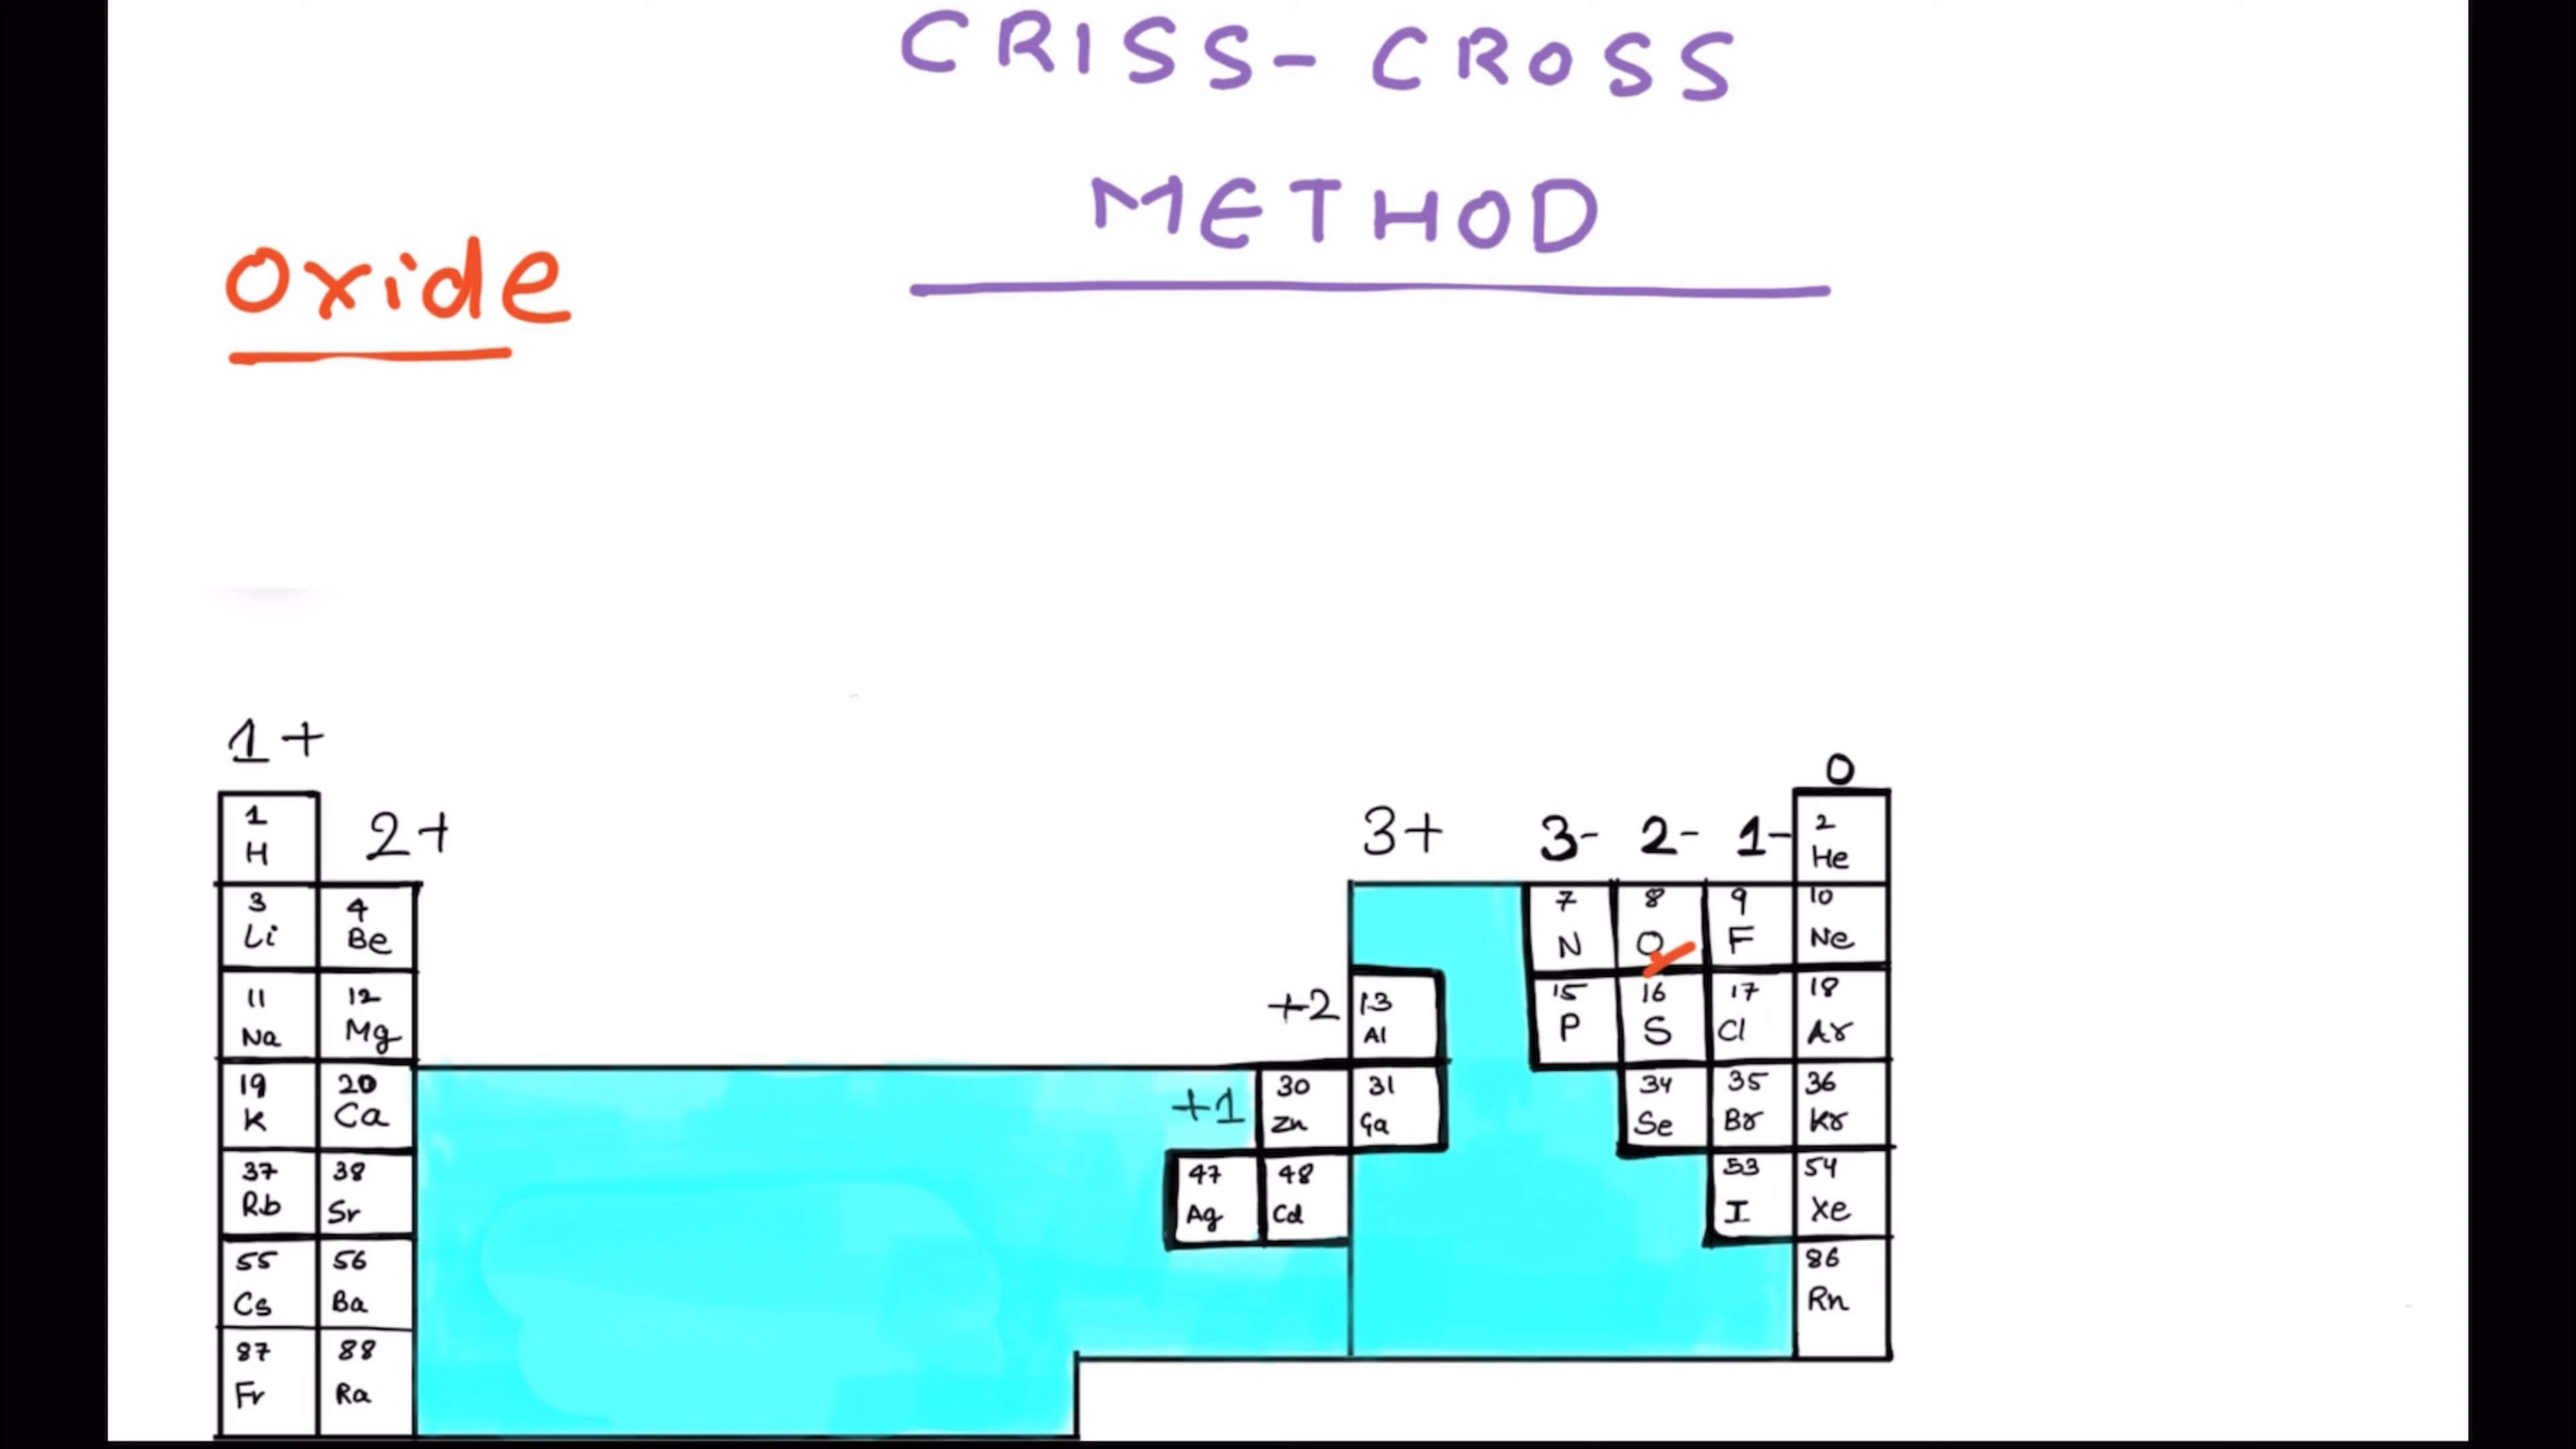 CRISS-CROSS
METHOD
Oxide
1+
0
2+
3+ 3- 2- 1-
1 2
H He
3 4 7 8 9 10
Li Be N O F Ne
+2
11 12 13 15 16 17 18
Na Mg Al P S Cl Ar
+1
19 20 30 31 34 35 36
K Ca Zn Ga Se Br Kr
37 38 47 48 53 54
Rb Sr Ag Cd I Xe
55 56 86
Cs Ba Rn
87 88
Fr Ra